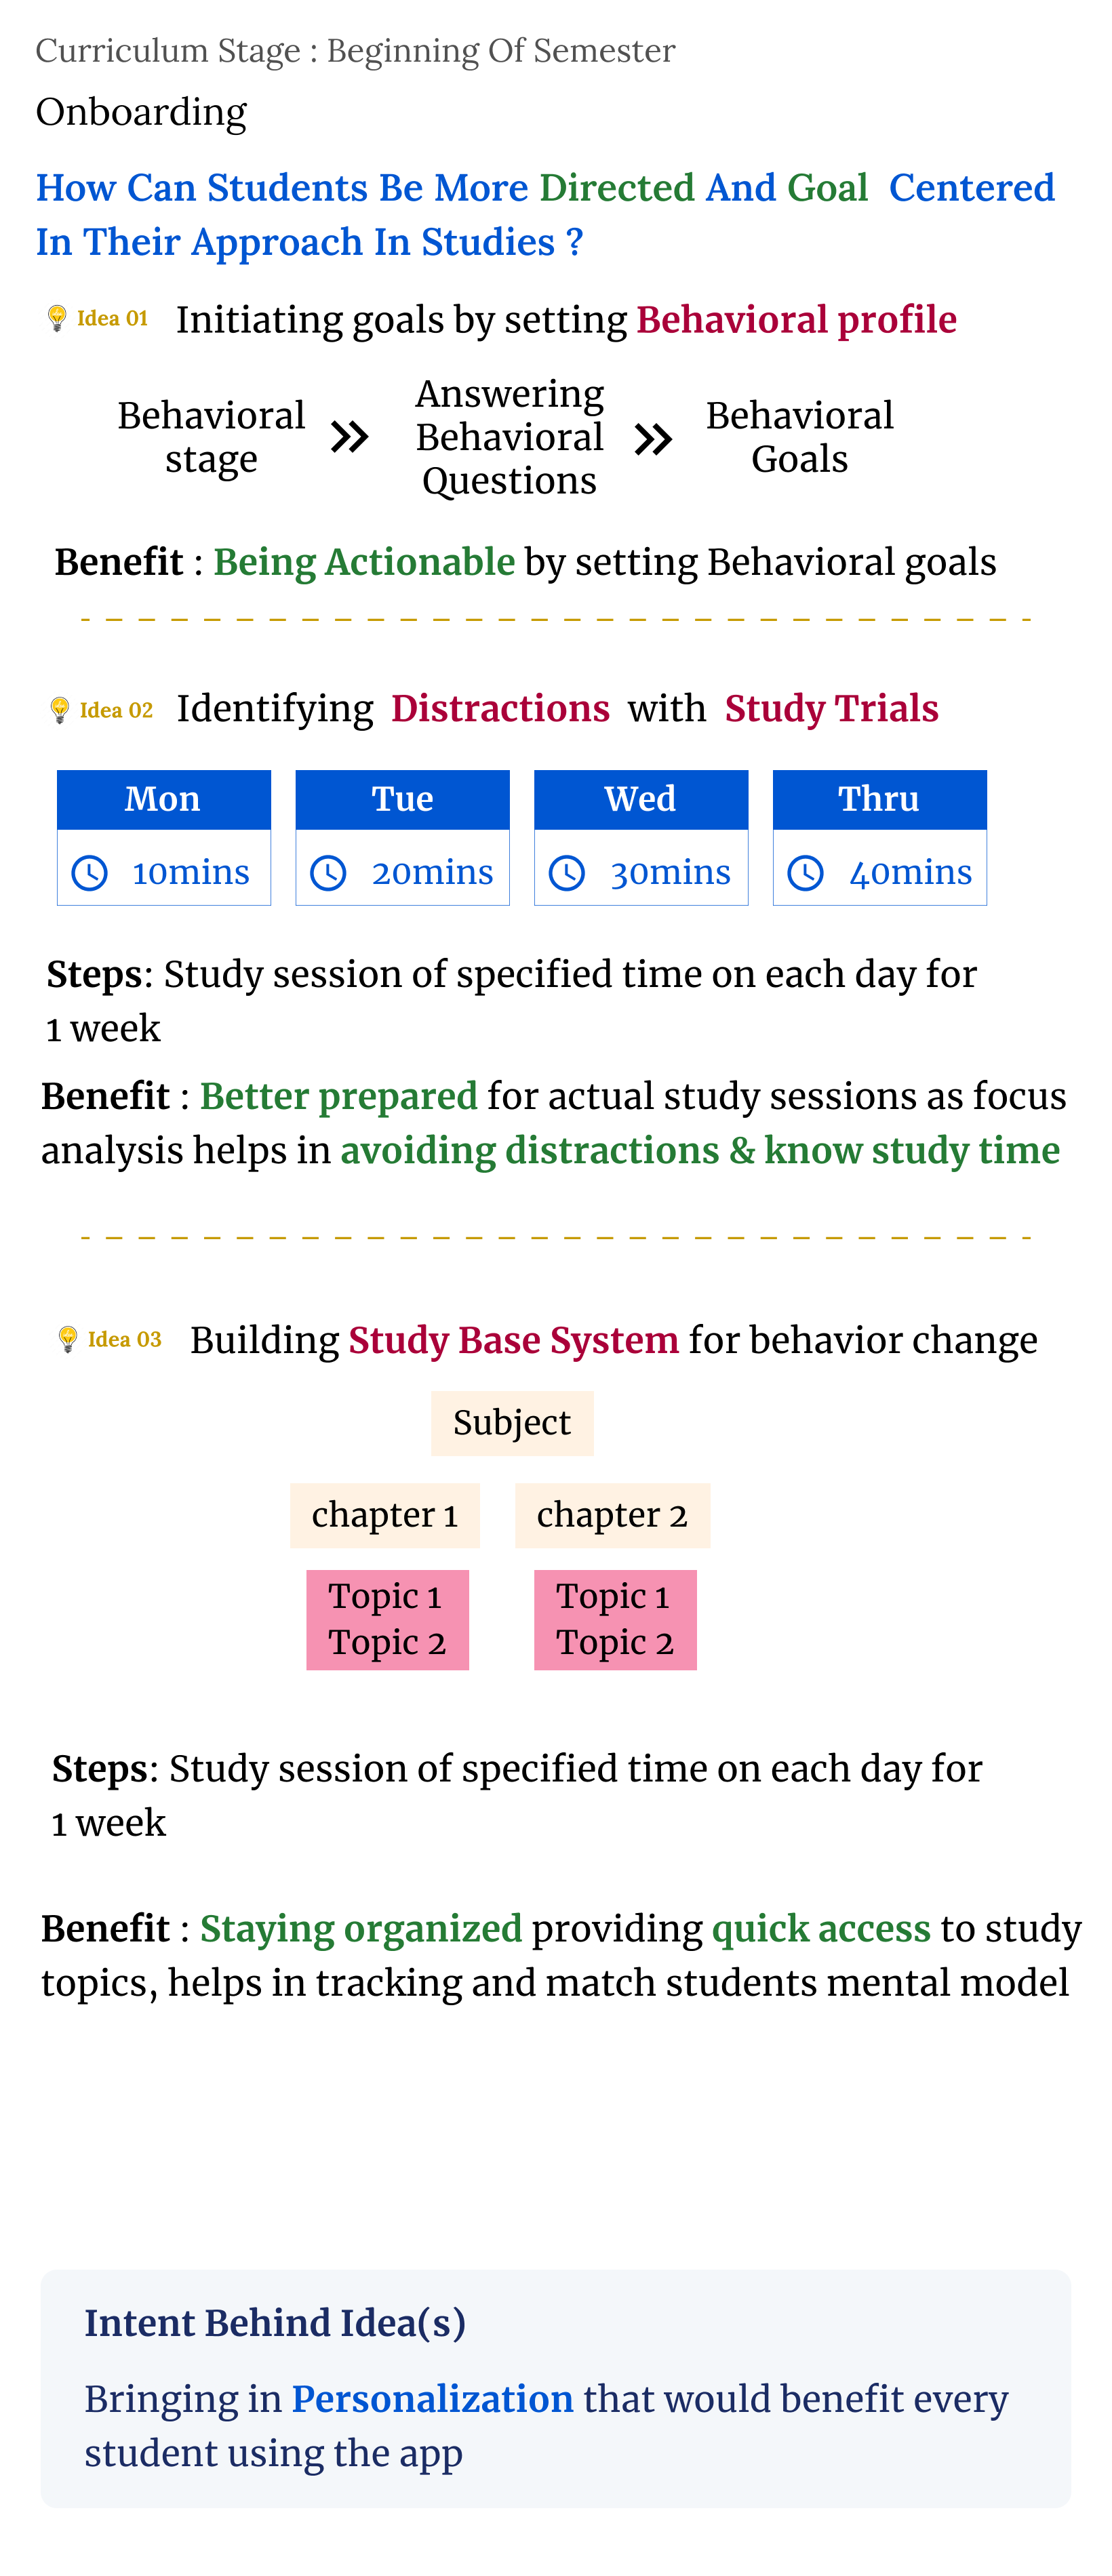 Curriculum Stage : Beginning Of Semester
Onboarding
How Can Students Be More Directed And Goal Centered
In Their Approach In Studies ?
Idea 01 Initiating goals by setting Behavioral profile
Behavioral
stage
Answering
Behavioral
Questions
Behavioral
Goals
Benefit : Being Actionable by setting Behavioral goals
Idea 02 Identifying Distractions with Study Trials
Mon Tue Wed Thru
10mins 20mins 30mins 40mins
Steps: Study session of specified time on each day for
1 week
Benefit : Better prepared for actual study sessions as focus
analysis helps in avoiding distractions & know study time
Idea 03 Building Study Base System for behavior change
Subject
chapter 1 chapter 2
Topic 1 Topic 1
Topic 2 Topic 2
Steps: Study session of specified time on each day for
1 week
Benefit : Staying organized providing quick access to study
topics, helps in tracking and match students mental model
Intent Behind Idea(s)
Bringing in Personalization that would benefit every
student using the app